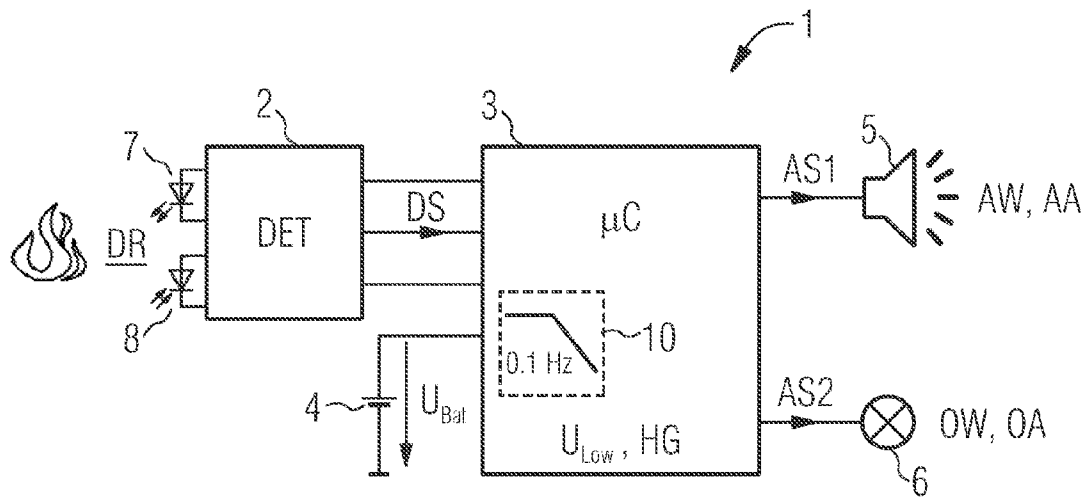 1
2
3
5
7
AS1
DS
μC
AW, AA
DET
DR
10
8
0.1 Hz
4
U_Bat
AS2
OW, OA
U_Low , HG
6